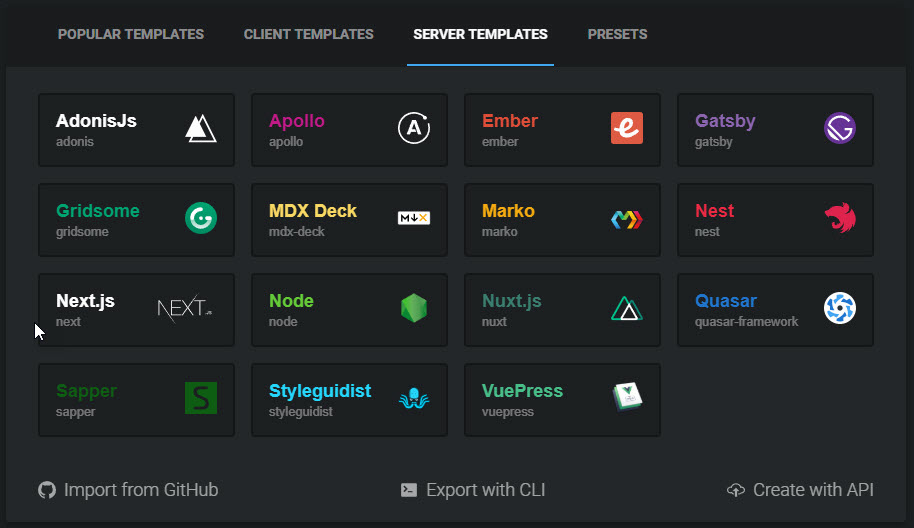 POPULAR TEMPLATES CLIENT TEMPLATES SERVER TEMPLATES PRESETS
AdonisJs
adonis
Apollo
apollo
Ember
ember
Gatsby
gatsby
Gridsome
gridsome
MDX Deck
mdx-deck
Marko
marko
Nest
nest
Next.js
next
NEXT.JS
Node
node
Nuxt.js
nuxt
Quasar
quasar-framework
Sapper
sapper
S
Styleguidist
styleguidist
VuePress
vuepress
Import from GitHub Export with CLI Create with API